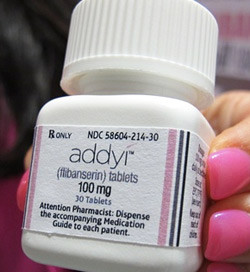 ℞ ONLY NDC 58604-214-30
addyi™
(flibanserin) tablets
100 mg
30 Tablets
Attention Pharmacist: Dispense
the accompanying Medication
Guide to each patient.